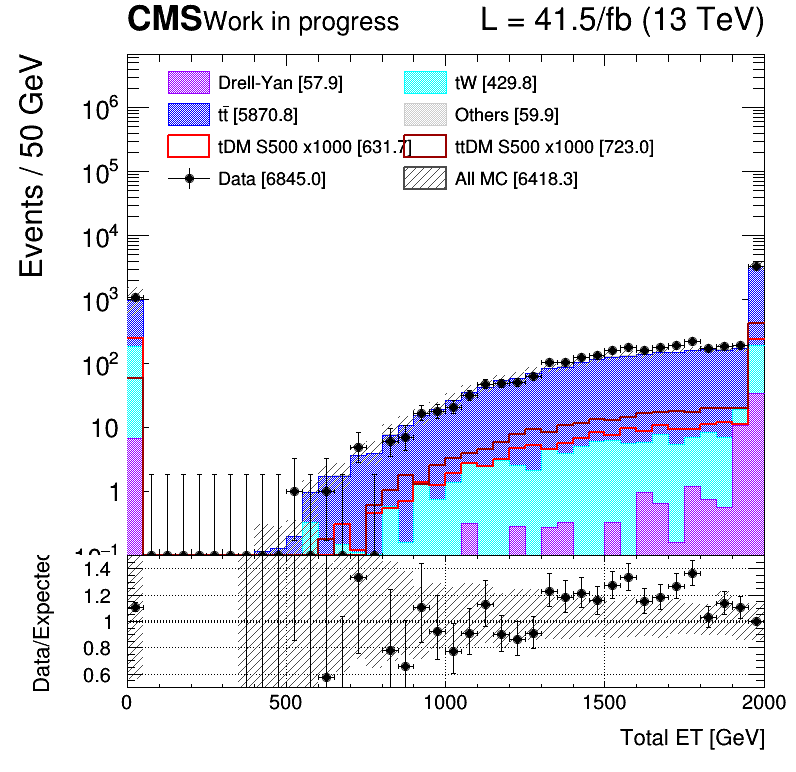 CMS Work in progress L = 41.5/fb (13 TeV)
Events / 50 GeV
Drell-Yan [57.9] tW [429.8]
tt̄ [5870.8] Others [59.9]
tDM S500 x1000 [631.7] ttDM S500 x1000 [723.0]
Data [6845.0] All MC [6418.3]
10⁶
10⁵
10⁴
10³
10²
10
1
10⁻¹
Data/Expected
1.4
1.2
1
0.8
0.6
0 500 1000 1500 2000
Total ET [GeV]